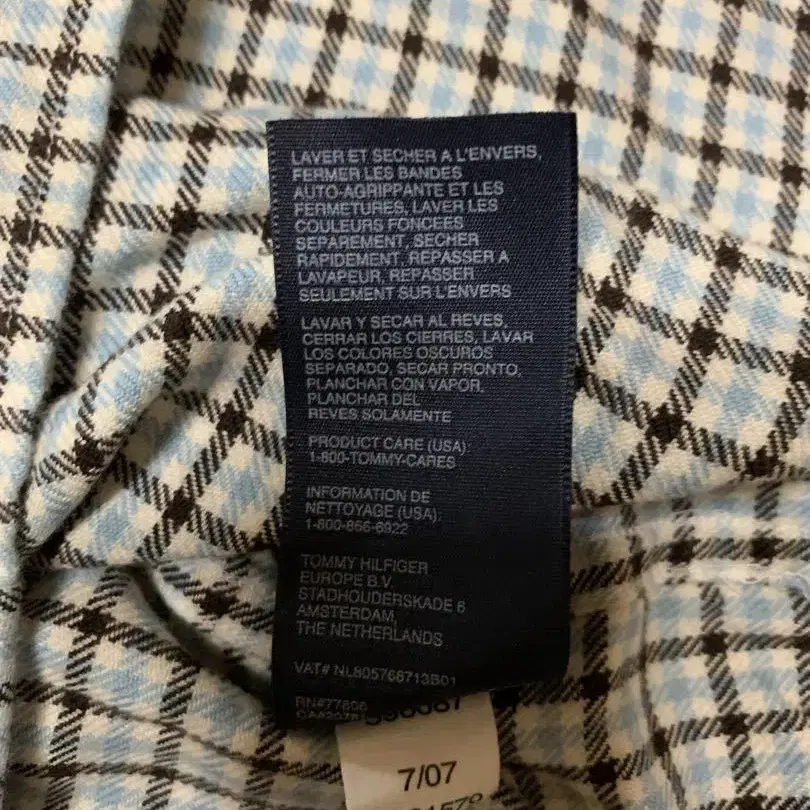 LAVER ET SECHER A L'ENVERS,
FERMER LES BANDES
AUTO-AGRIPPANTE ET LES
FERMETURES, LAVER LES
COULEURS FONCEES
SEPAREMENT, SECHER
RAPIDEMENT, REPASSER A
LAVAPEUR, REPASSER
SEULEMENT SUR L'ENVERS
LAVAR Y SECAR AL REVES,
CERRAR LOS CIERRES, LAVAR
LOS COLORES OSCUROS
SEPARADO, SECAR PRONTO,
PLANCHAR CON VAPOR,
PLANCHAR DEL
REVES SOLAMENTE
PRODUCT CARE (USA)
1-800-TOMMY-CARES
INFORMATION DE
NETTOYAGE (USA)
1-800-866-6922
TOMMY HILFIGER
EUROPE B.V.
STADHOUDERSKADE 6
AMSTERDAM,
THE NETHERLANDS
VAT# NL805768713B01
RN#77806
7/07